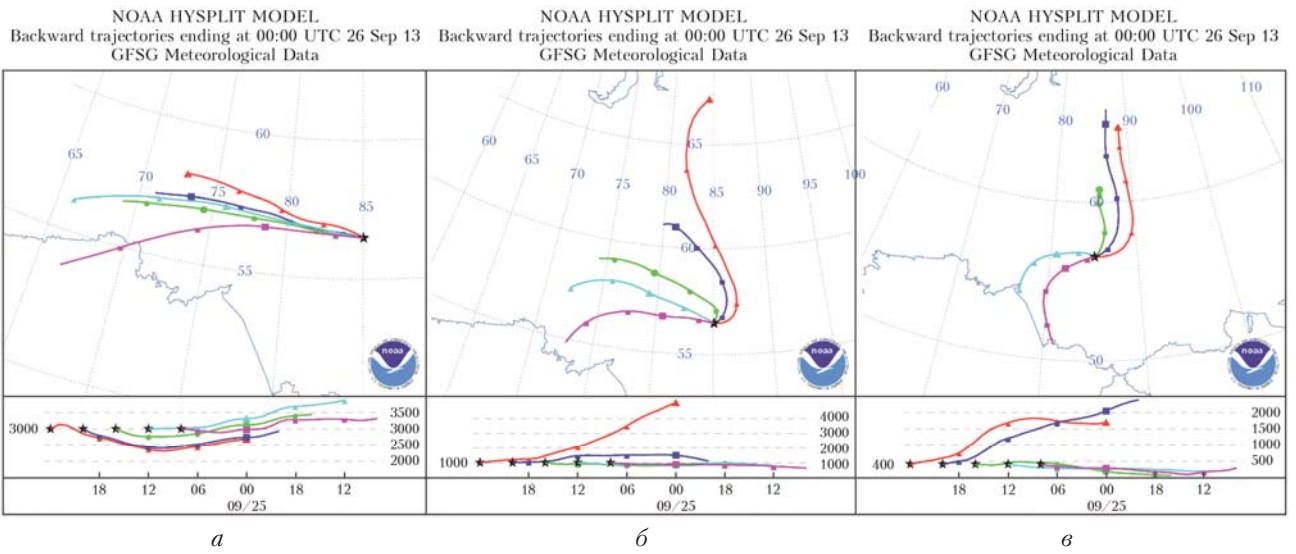 NOAA HYSPLIT MODEL
Backward trajectories ending at 00:00 UTC 26 Sep 13
GFSG Meteorological Data
65
70
75
60
80
85
55
noaa
3000
3500
3000
2500
2000
18 12 06 00 18 12
09/25
а
NOAA HYSPLIT MODEL
Backward trajectories ending at 00:00 UTC 26 Sep 13
GFSG Meteorological Data
60
65
70
75
80
85
90
95
100
65
60
55
noaa
1000
4000
3000
2000
1000
18 12 06 00 18 12
09/25
б
NOAA HYSPLIT MODEL
Backward trajectories ending at 00:00 UTC 26 Sep 13
GFSG Meteorological Data
60
70
80
90
100
110
60
50
noaa
400
2000
1500
1000
500
18 12 06 00 18 12
09/25
в